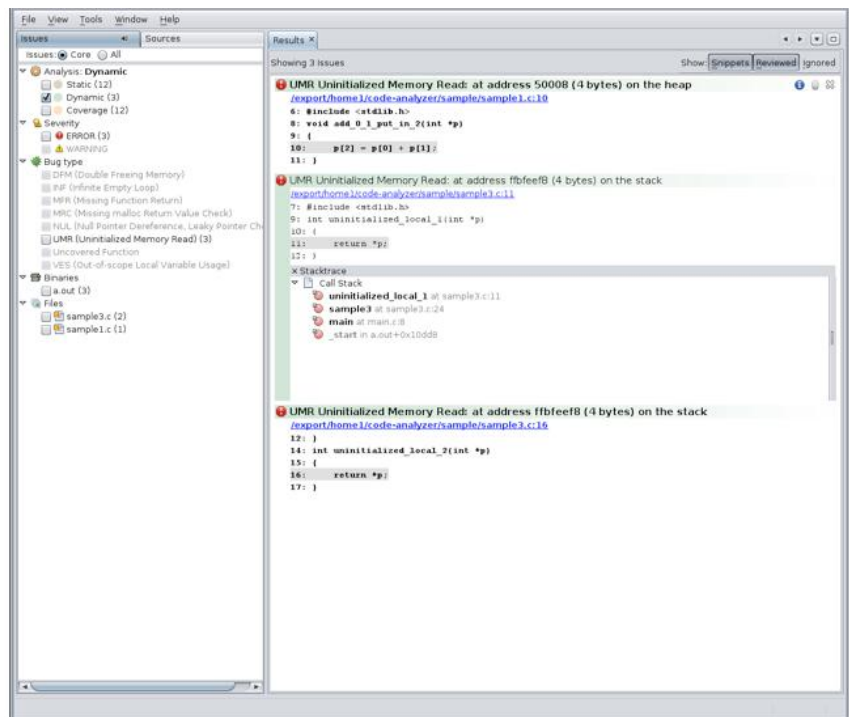 File View Tools Window Help
Issues Sources
Issues: Core All
Analysis: Dynamic
Static (12)
Dynamic (3)
Coverage (12)
Severity
ERROR (3)
WARNING
Bug type
DFM (Double Freeing Memory)
INF (Infinite Empty Loop)
MFR (Missing Function Return)
MRC (Missing malloc Return Value Check)
NUL (Null Pointer Dereference, Leaky Pointer Ch
UMR (Uninitialized Memory Read) (3)
Uncovered Function
VES (Out-of-scope Local Variable Usage)
Binaries
a.out (3)
Files
sample3.c (2)
sample1.c (1)
Results
Showing 3 Issues Show: Snippets Reviewed Ignored
UMR Uninitialized Memory Read: at address 50008 (4 bytes) on the heap
/export/home1/code-analyzer/sample/sample1.c:10
6: #include <stdlib.h>
8: void add_0_1_put_in_2(int *p)
9: {
10: p[2] = p[0] + p[1];
11: }
UMR Uninitialized Memory Read: at address ffbfeef8 (4 bytes) on the stack
/export/home1/code-analyzer/sample/sample3.c:11
7: #include <stdlib.h>
9: int uninitialized_local_1(int *p)
10: {
11: return *p;
12: }
Stacktrace
Call Stack
uninitialized_local_1 at sample3.c:11
sample3 at sample3.c:24
main at main.c:8
_start in a.out+0x10dd8
UMR Uninitialized Memory Read: at address ffbfeef8 (4 bytes) on the stack
/export/home1/code-analyzer/sample/sample3.c:16
12: }
14: int uninitialized_local_2(int *p)
15: {
16: return *p;
17: }